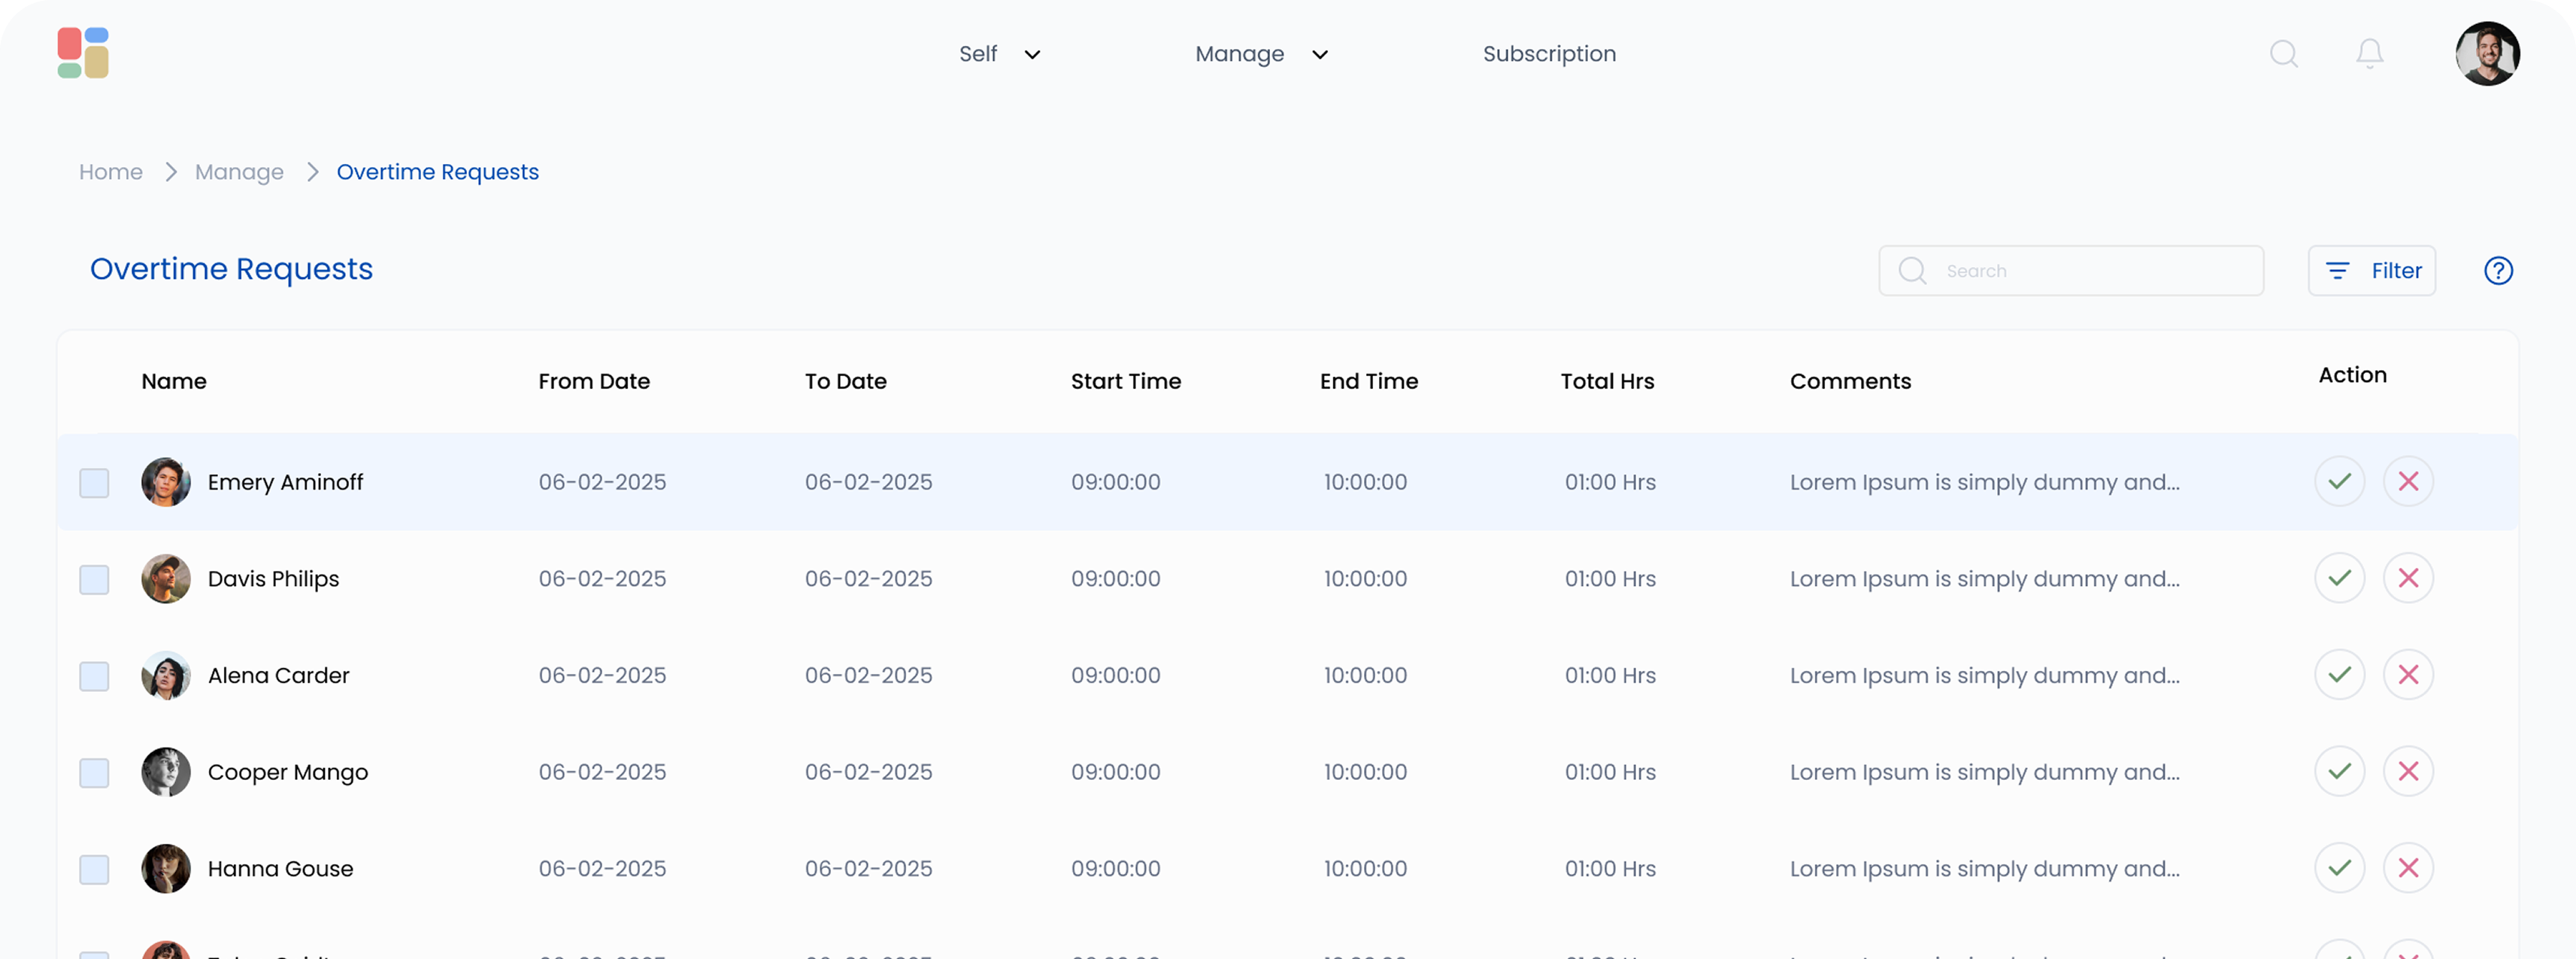 Self Manage Subscription
Home Manage Overtime Requests
Overtime Requests
Search
Filter
Name From Date To Date Start Time End Time Total Hrs Comments Action
Emery Aminoff 06-02-2025 06-02-2025 09:00:00 10:00:00 01:00 Hrs Lorem Ipsum is simply dummy and...
Davis Philips 06-02-2025 06-02-2025 09:00:00 10:00:00 01:00 Hrs Lorem Ipsum is simply dummy and...
Alena Carder 06-02-2025 06-02-2025 09:00:00 10:00:00 01:00 Hrs Lorem Ipsum is simply dummy and...
Cooper Mango 06-02-2025 06-02-2025 09:00:00 10:00:00 01:00 Hrs Lorem Ipsum is simply dummy and...
Hanna Gouse 06-02-2025 06-02-2025 09:00:00 10:00:00 01:00 Hrs Lorem Ipsum is simply dummy and...